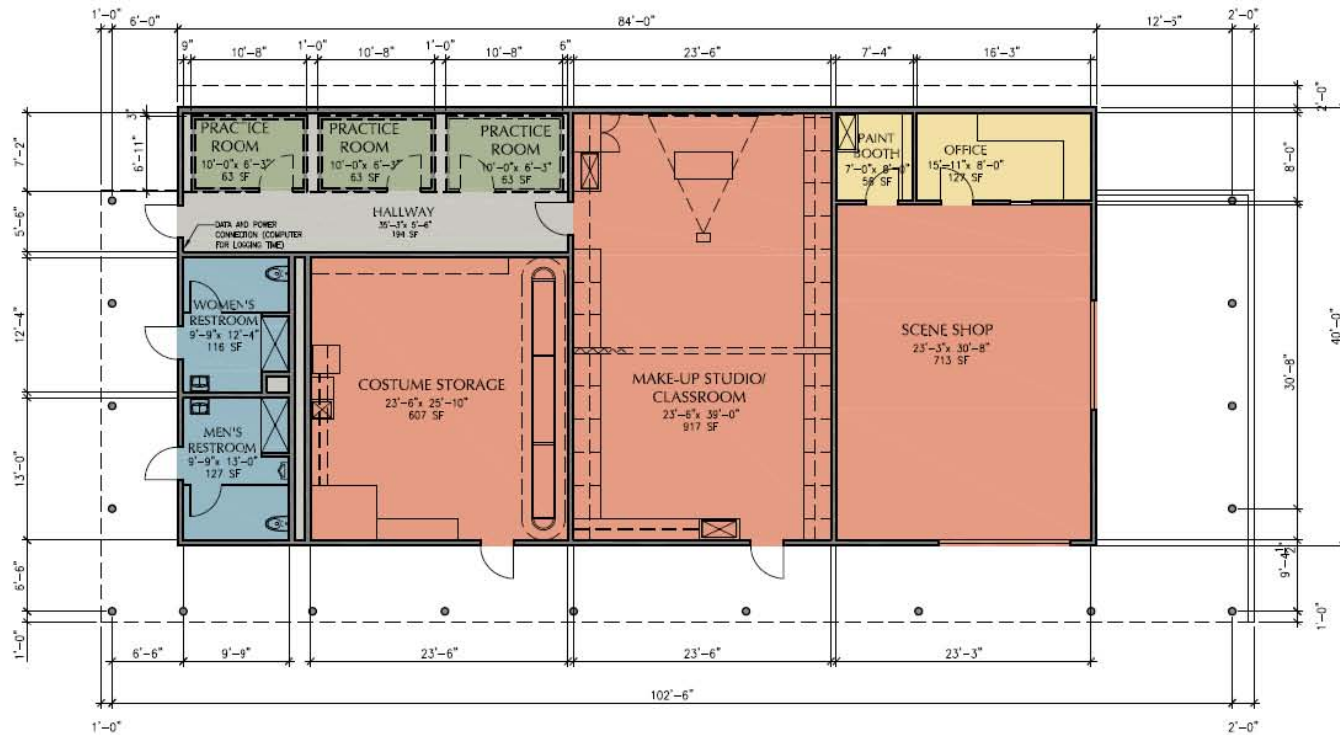 1'-0"
6'-0"
84'-0"
12'-6"
2'-0"
9"
10'-8"
1'-0"
10'-8"
1'-0"
10'-8"
6"
23'-6"
7'-4"
16'-3"
2'-0"
7'-2"
3"
6'-11"
PRACTICE
ROOM
10'-0"x 6'-3"
63 SF
PRACTICE
ROOM
10'-0"x 6'-3"
63 SF
PRACTICE
ROOM
10'-0"x 6'-3"
63 SF
PAINT
BOOTH
7'-0"x 8'-0"
56 SF
OFFICE
15'-11"x 8'-0"
127 SF
8'-0"
5'-6"
HALLWAY
35'-3"x 5'-6"
194 SF
DATA AND POWER
CONNECTION (COMPUTER
FOR LOGGING TIME)
12'-4"
WOMEN'S
RESTROOM
9'-9"x 12'-4"
116 SF
COSTUME STORAGE
23'-6"x 25'-10"
607 SF
MAKE-UP STUDIO/
CLASSROOM
23'-6"x 39'-0"
917 SF
SCENE SHOP
23'-3"x 30'-8"
713 SF
30'-8"
40'-0"
13'-0"
MEN'S
RESTROOM
9'-9"x 13'-0"
127 SF
6'-6"
1'-0"
1'-0"
6'-6"
9'-9"
23'-6"
23'-6"
23'-3"
102'-6"
1'-0"
2'-0"